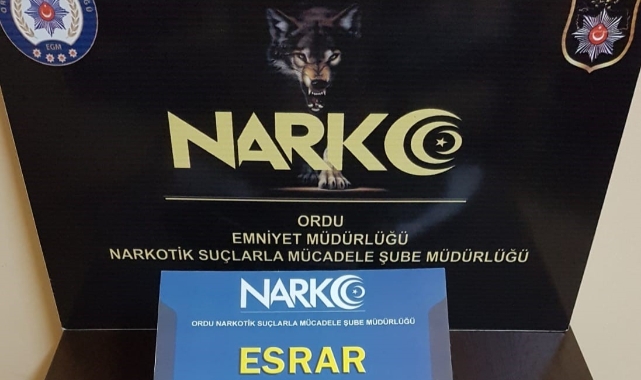 EGM
NARKO
ORDU
EMNİYET MÜDÜRLÜĞÜ
NARKOTİK SUÇLARLA MÜCADELE ŞUBE MÜDÜRLÜĞÜ
NARKO
ORDU NARKOTİK SUÇLARLA MÜCADELE ŞUBE MÜDÜRLÜĞÜ
ESRAR